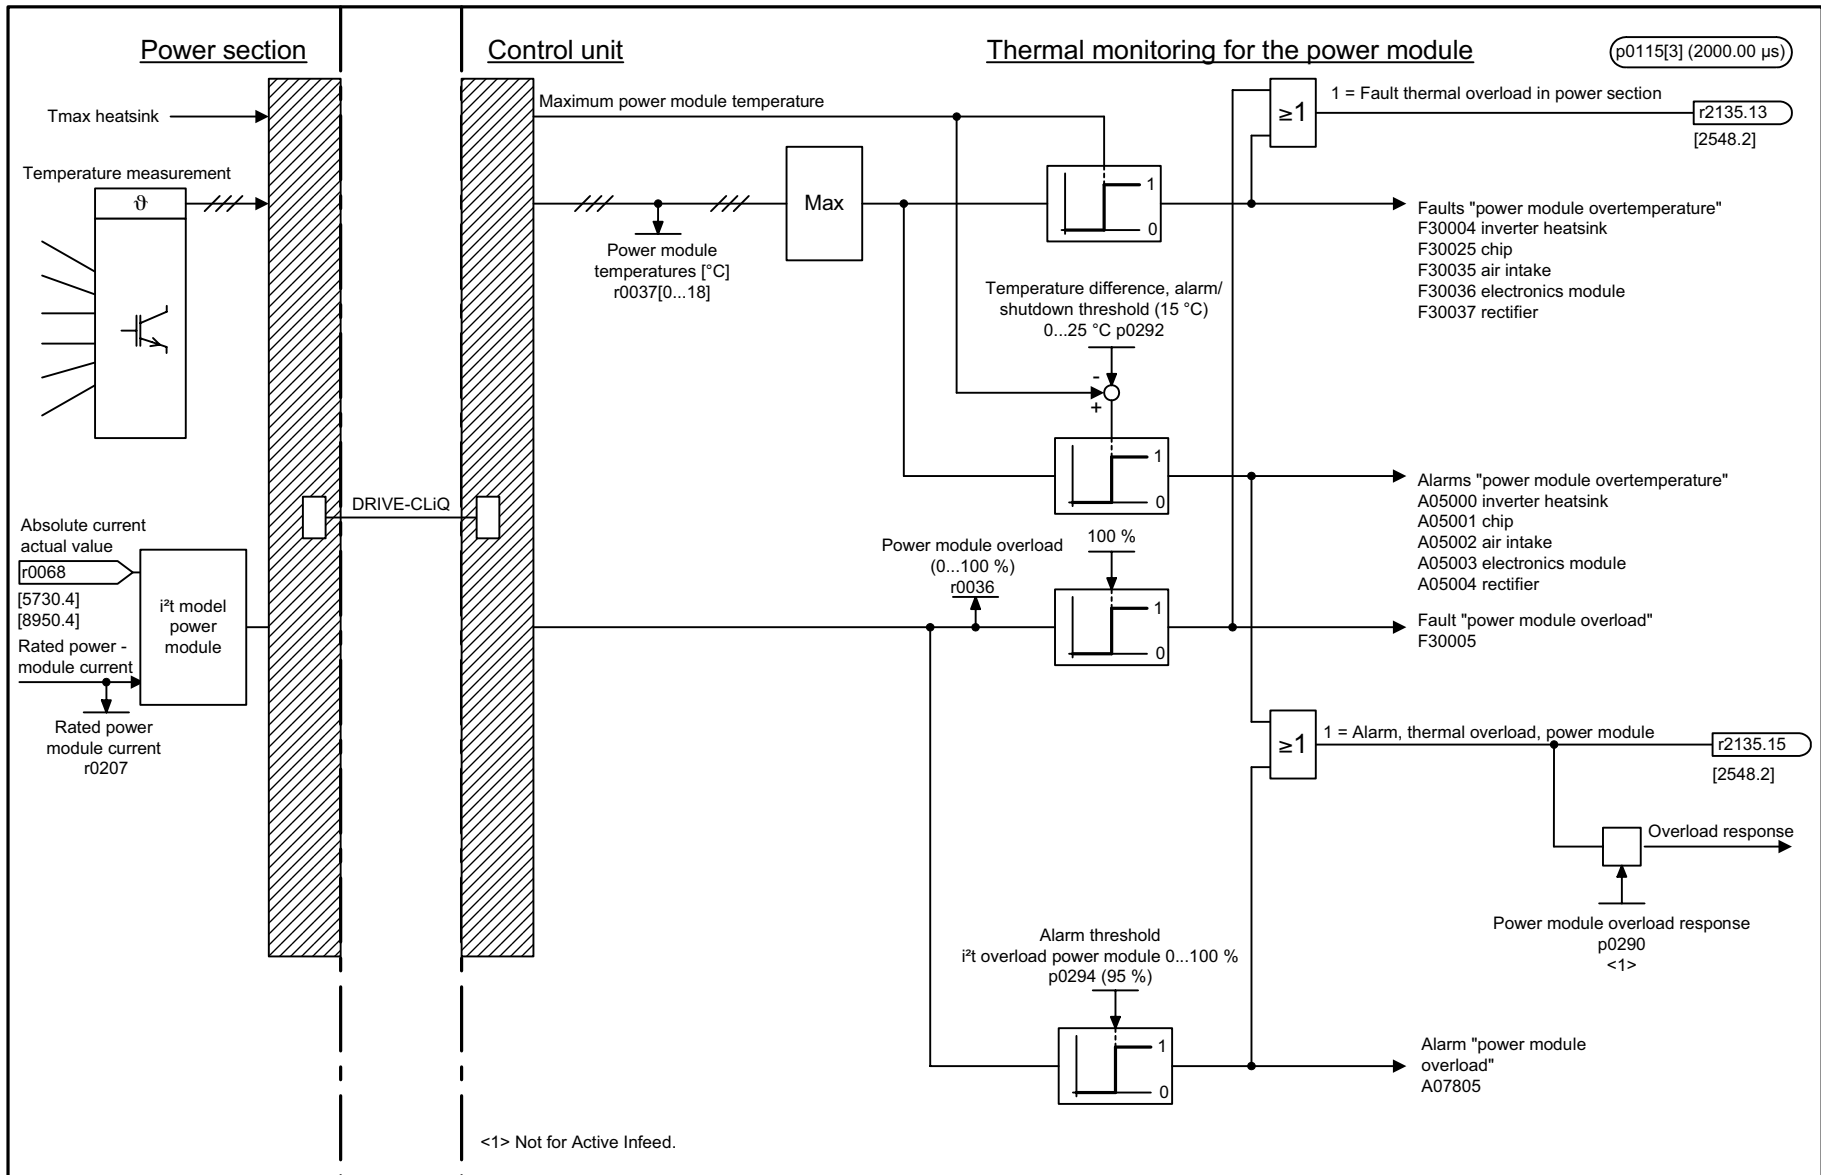 Power section
Control unit
Thermal monitoring for the power module
p0115[3] (2000.00 µs)
Tmax heatsink
Maximum power module temperature
≥1
1 = Fault thermal overload in power section
r2135.13
[2548.2]
Temperature measurement
ϑ
Max
1
0
Power module
temperatures [°C]
r0037[0...18]
Faults "power module overtemperature"
F30004 inverter heatsink
F30025 chip
F30035 air intake
F30036 electronics module
F30037 rectifier
Temperature difference, alarm/
shutdown threshold (15 °C)
0...25 °C p0292
-
+
1
0
Alarms "power module overtemperature"
A05000 inverter heatsink
A05001 chip
A05002 air intake
A05003 electronics module
A05004 rectifier
DRIVE-CLiQ
Absolute current
actual value
r0068
[5730.4]
[8950.4]
i²t model
power
module
Rated power -
module current
Rated power
module current
r0207
Power module overload
(0...100 %)
r0036
100 %
1
0
Fault "power module overload"
F30005
≥1
1 = Alarm, thermal overload, power module
r2135.15
[2548.2]
Overload response
Power module overload response
p0290
<1>
Alarm threshold
i²t overload power module 0...100 %
p0294 (95 %)
1
0
Alarm "power module
overload"
A07805
<1> Not for Active Infeed.